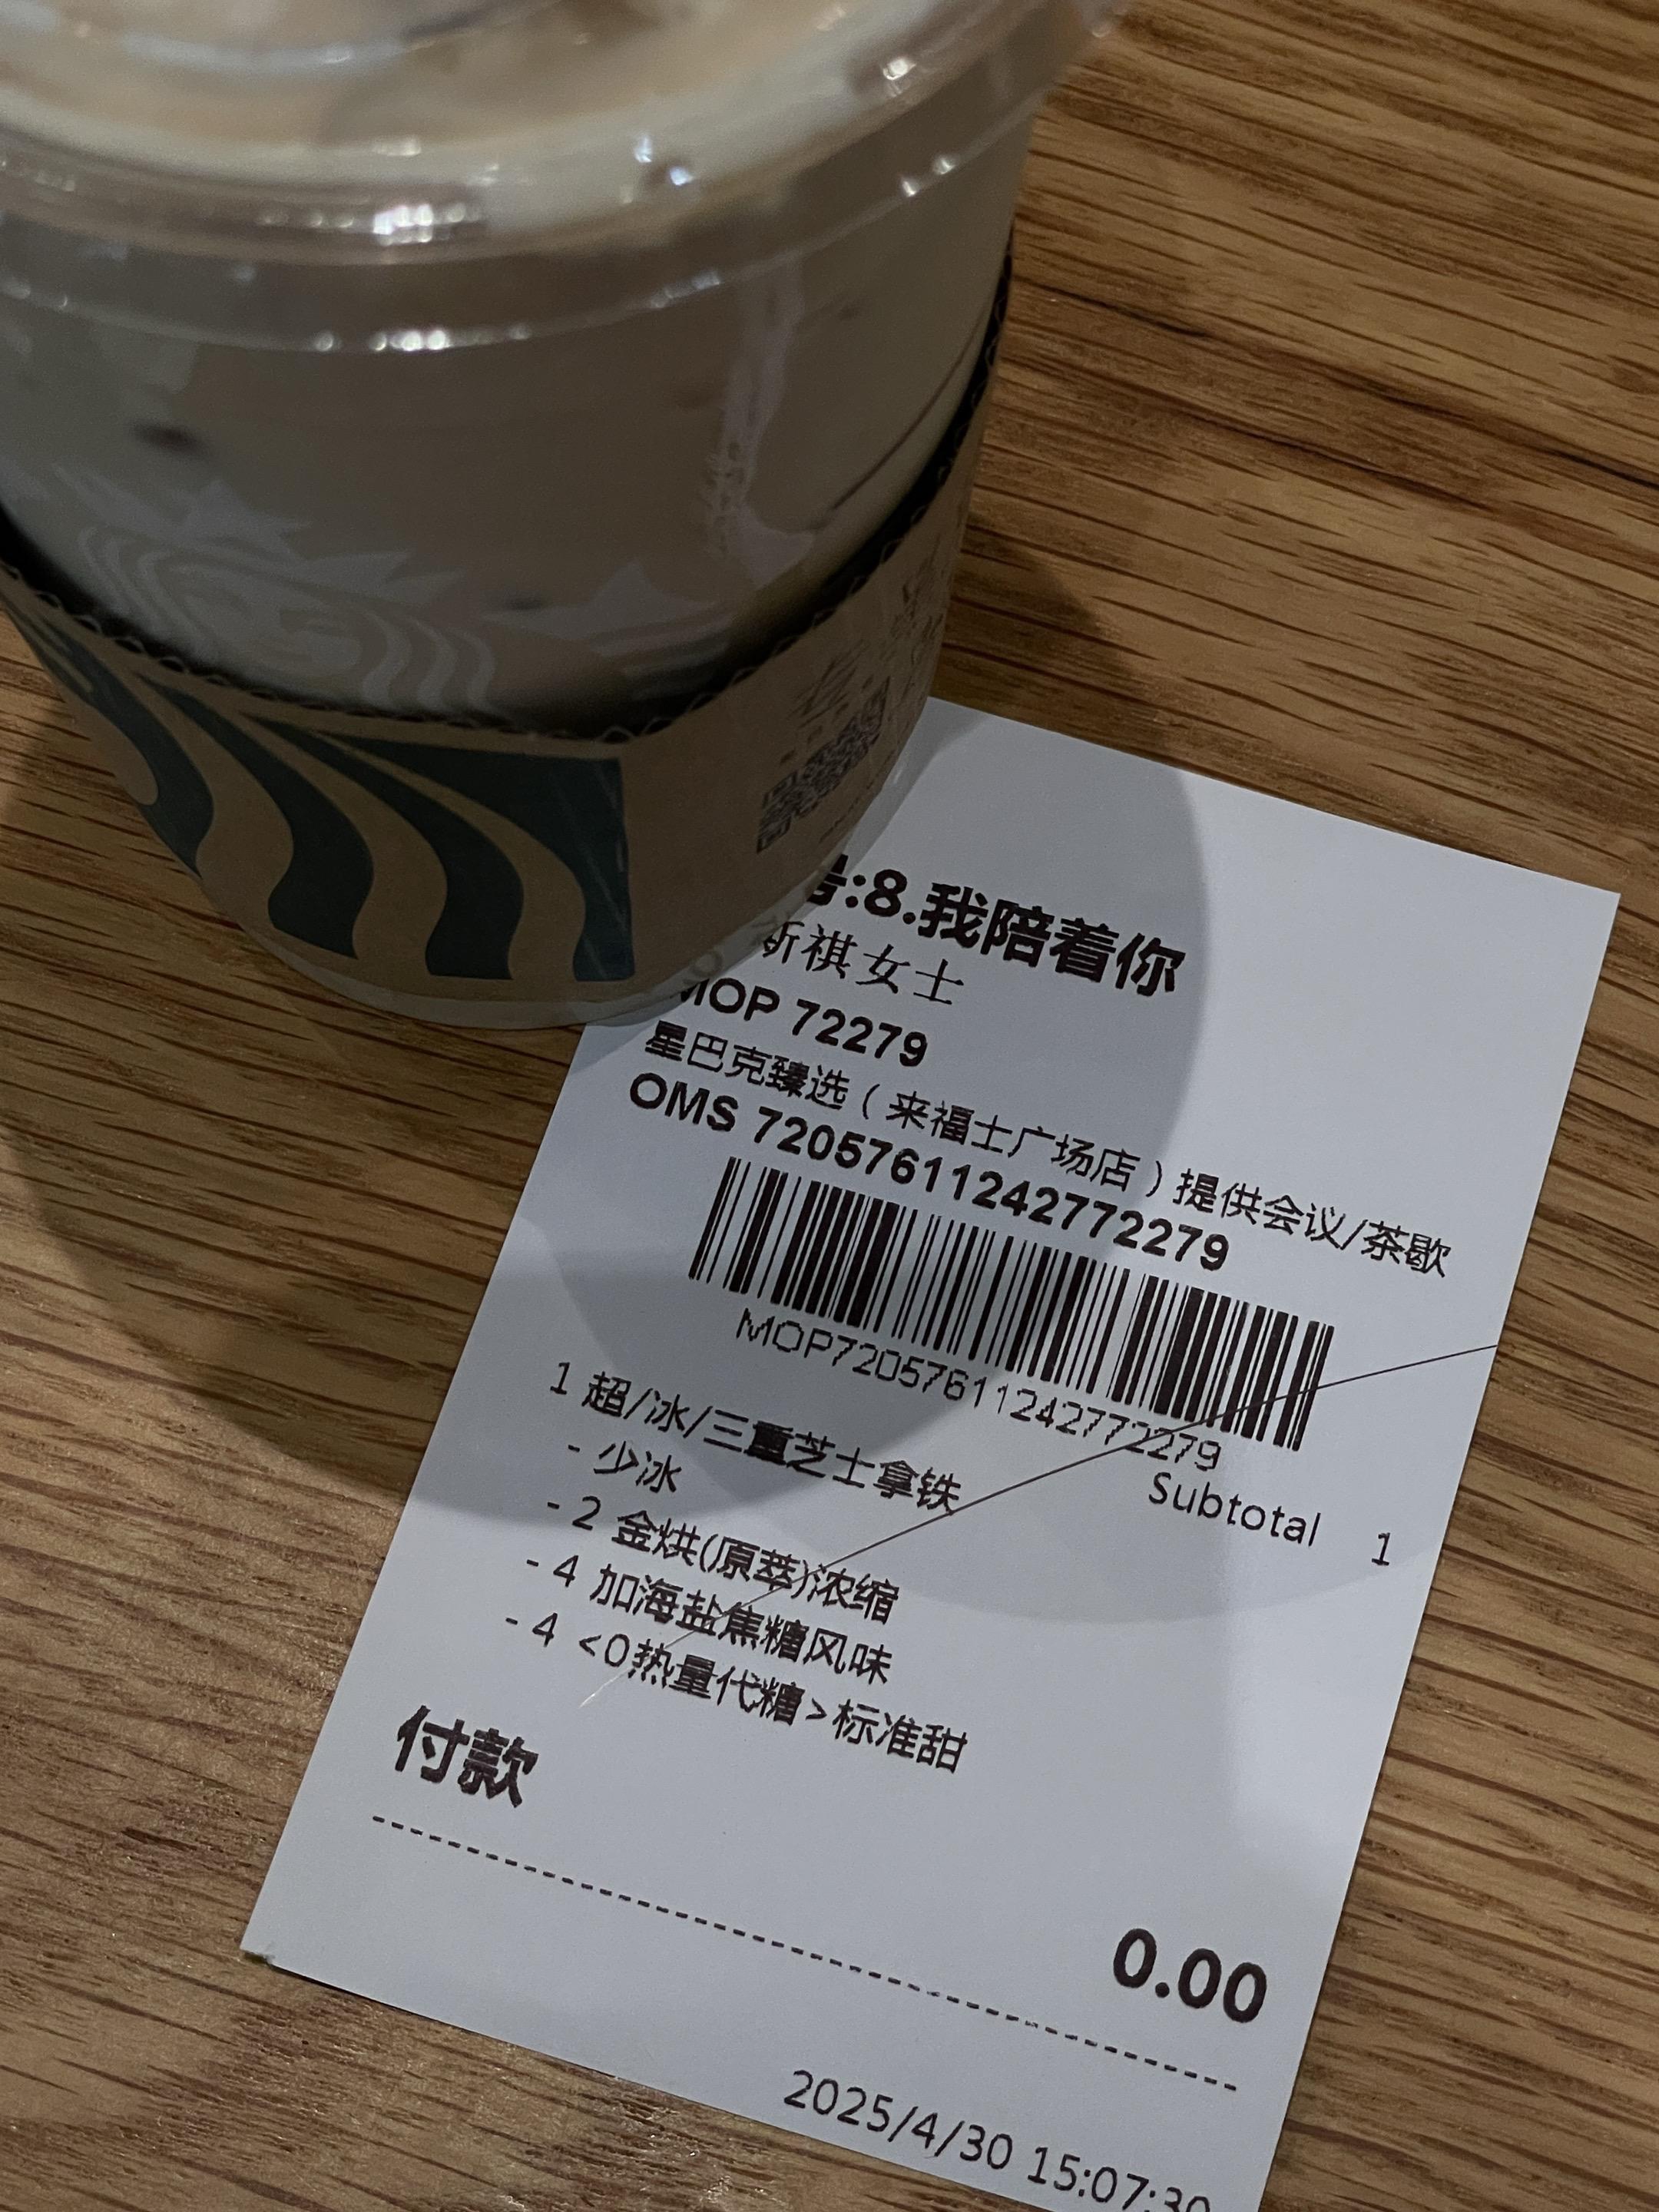 :8.我陪着你
祺女士
MOP 72279
星巴克臻选（来福士广场店）提供会议/茶歇
OMS 7205761124277​2279
MOP72057611242772279
1 超/冰/三重芝士拿铁
- 少冰
Subtotal 1
- 2 金烘(原萃)浓缩
- 4 加海盐焦糖风味
- 4 <0热量代糖>标准甜
付款
0.00
2025/4/30 15:07:30